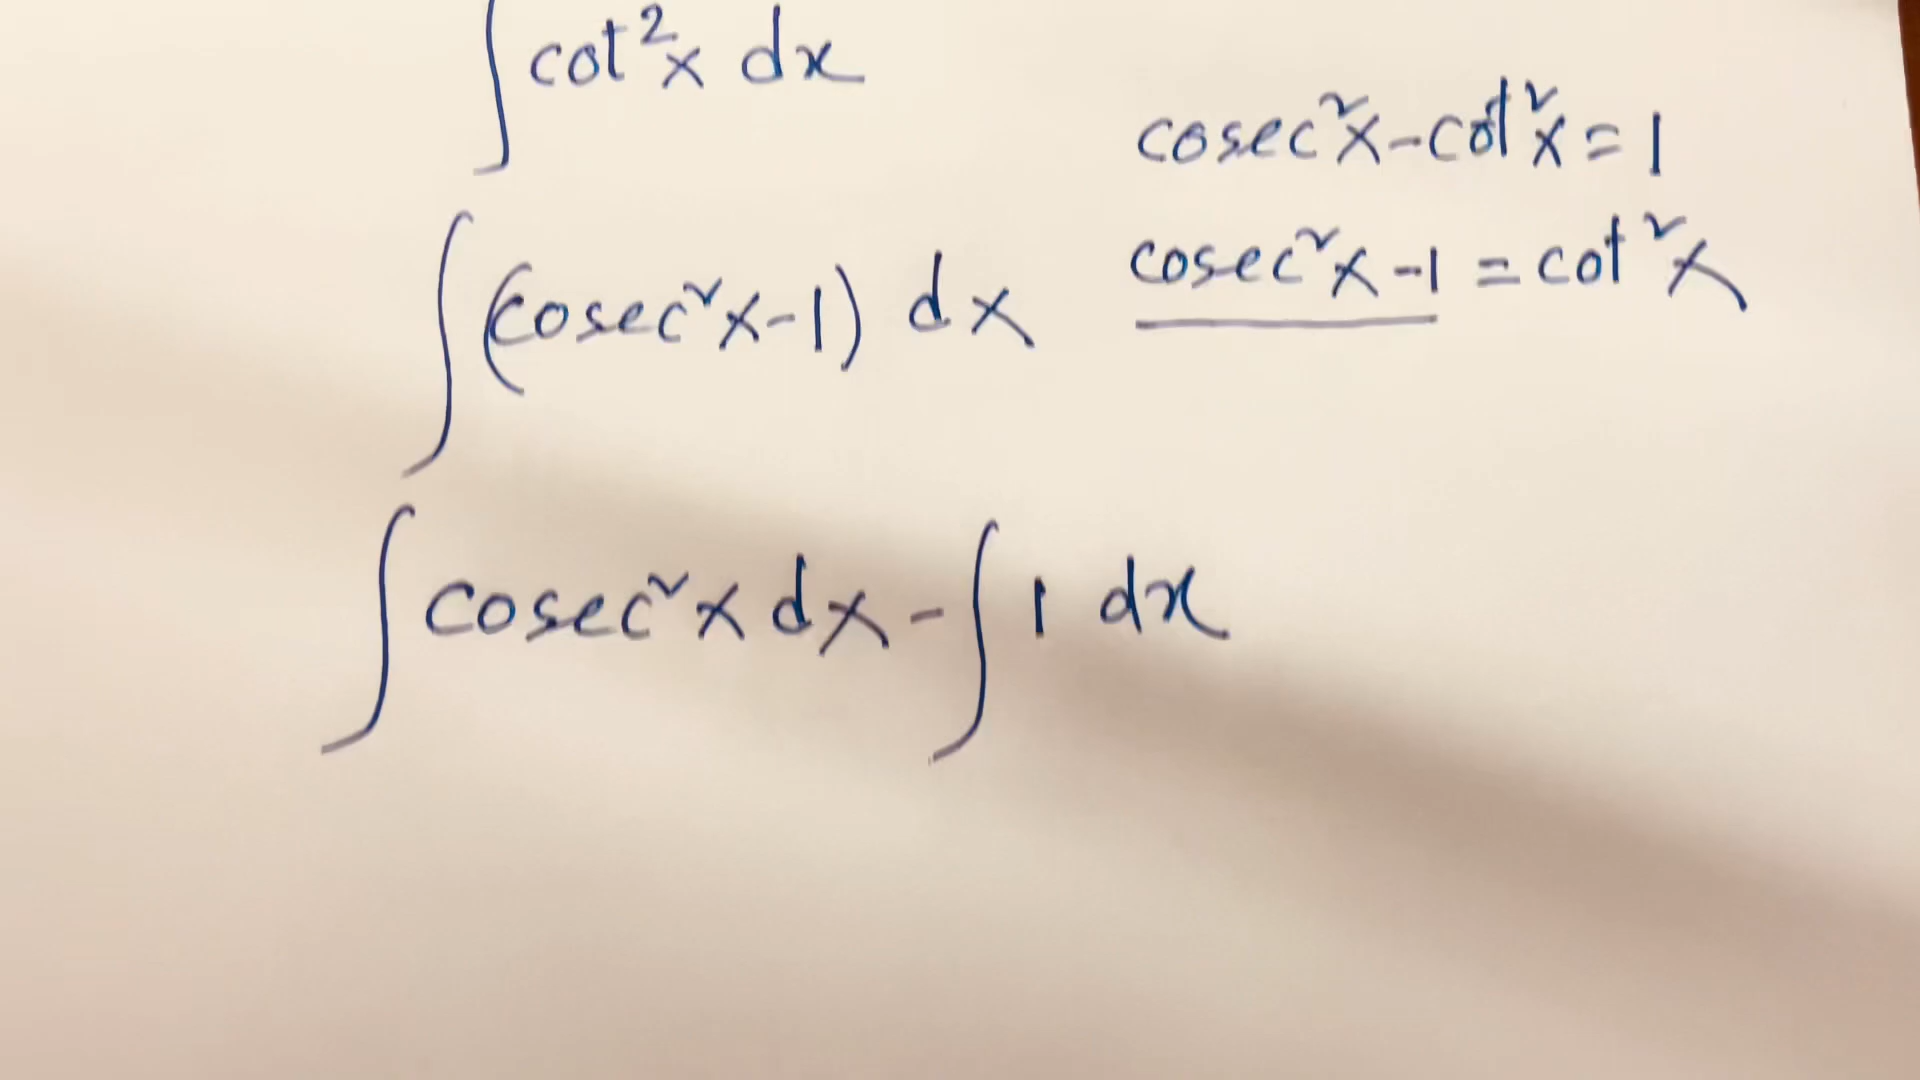 ∫ cot²x dx
cosec²x - cot²x = 1
∫ (cosec²x - 1) dx
cosec²x - 1 = cot²x
∫ cosec²x dx - ∫ 1 dx